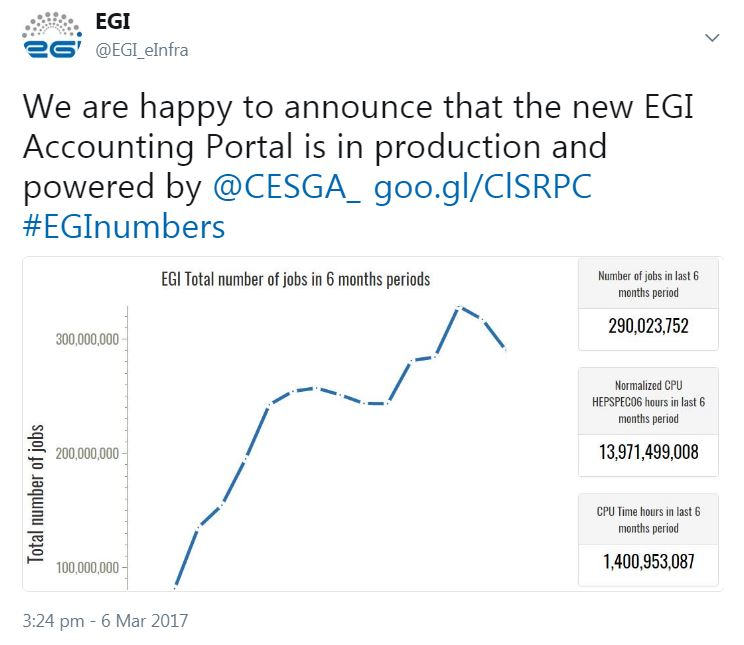 EGI
@EGI_eInfra
We are happy to announce that the new EGI
Accounting Portal is in production and
powered by @CESGA_ goo.gl/ClSRPC
#EGInumbers
EGI Total number of jobs in 6 months periods
300,000,000
200,000,000
100,000,000
Total number of jobs
Number of jobs in last 6
months period
290,023,752
Normalized CPU
HEPSPEC06 hours in last 6
months period
13,971,499,008
CPU Time hours in last 6
months period
1,400,953,087
3:24 pm - 6 Mar 2017